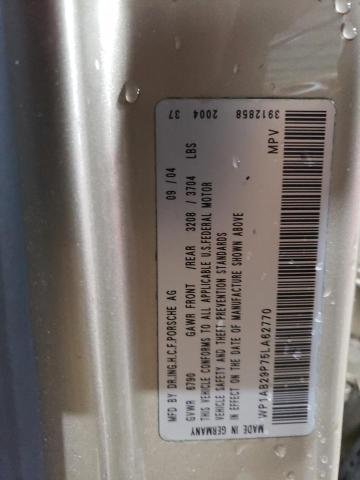 MFD BY DR.ING.H.C.F.PORSCHE AG 09 / 04
GVWR 6790 GAWR FRONT /REAR 3208 / 3704 LBS
THIS VEHICLE CONFORMS TO ALL APPLICABLE U.S.FEDERAL MOTOR
VEHICLE SAFETY AND THEFT PREVENTION STANDARDS
IN EFFECT ON THE DATE OF MANUFACTURE SHOWN ABOVE
MADE IN GERMANY 2004 37
WP1AB29P75LA62770 MPV 3912858